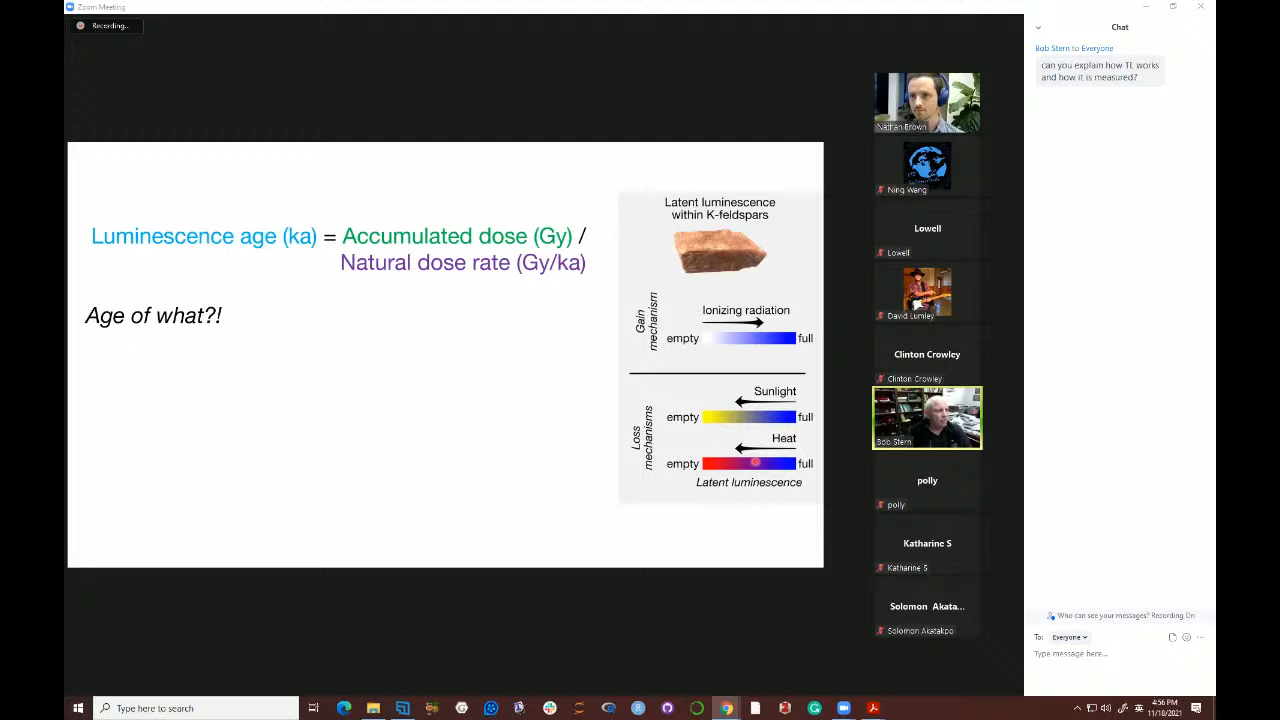 Zoom Meeting
Recording...
Luminescence age (ka) = Accumulated dose (Gy) /
Natural dose rate (Gy/ka)
Age of what?!
Latent luminescence
within K-feldspars
Gain
mechanism
Ionizing radiation
empty
full
Loss
mechanisms
Sunlight
empty
full
Heat
empty
full
Latent luminescence
Nathan Brown
Ning Wang
Lowell
Lowell
David Lumley
Clinton Crowley
Clinton Crowley
Bob Stern
polly
polly
Katharine S
Katharine S
Solomon Akata...
Solomon Akatakpo
Chat
Bob Stern to Everyone
can you explain how TL works
and how it is measured?
Who can see your messages? Recording On
To: Everyone
Type message here...
Type here to search
4:56 PM
11/18/2021